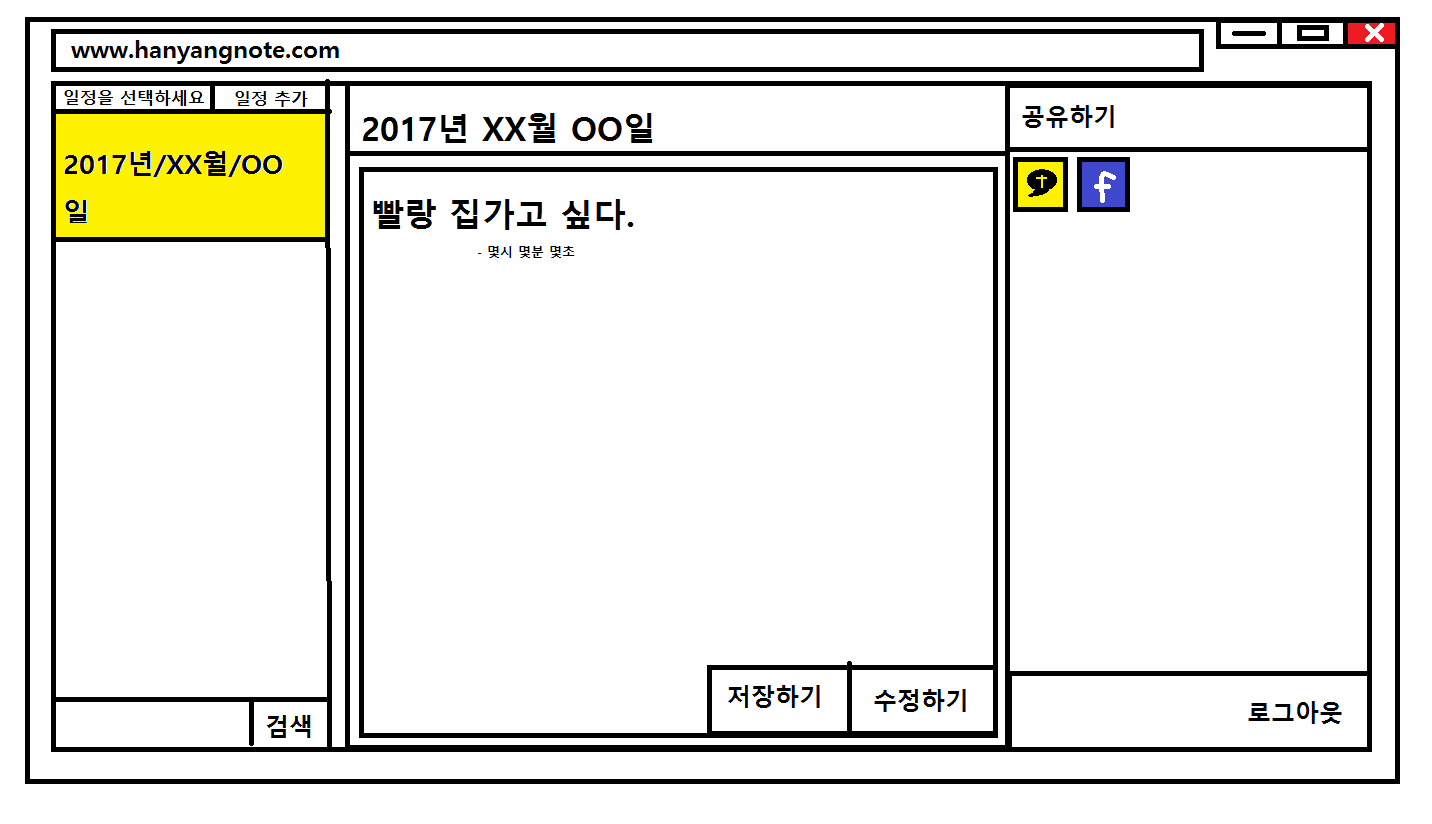 www.hanyangnote.com
일정을 선택하세요 일정 추가
2017년/XX월/OO
일
검색
2017년 XX월 OO일
빨랑 집가고 싶다.
- 몇시 몇분 몇초
저장하기 수정하기
공유하기
f
로그아웃